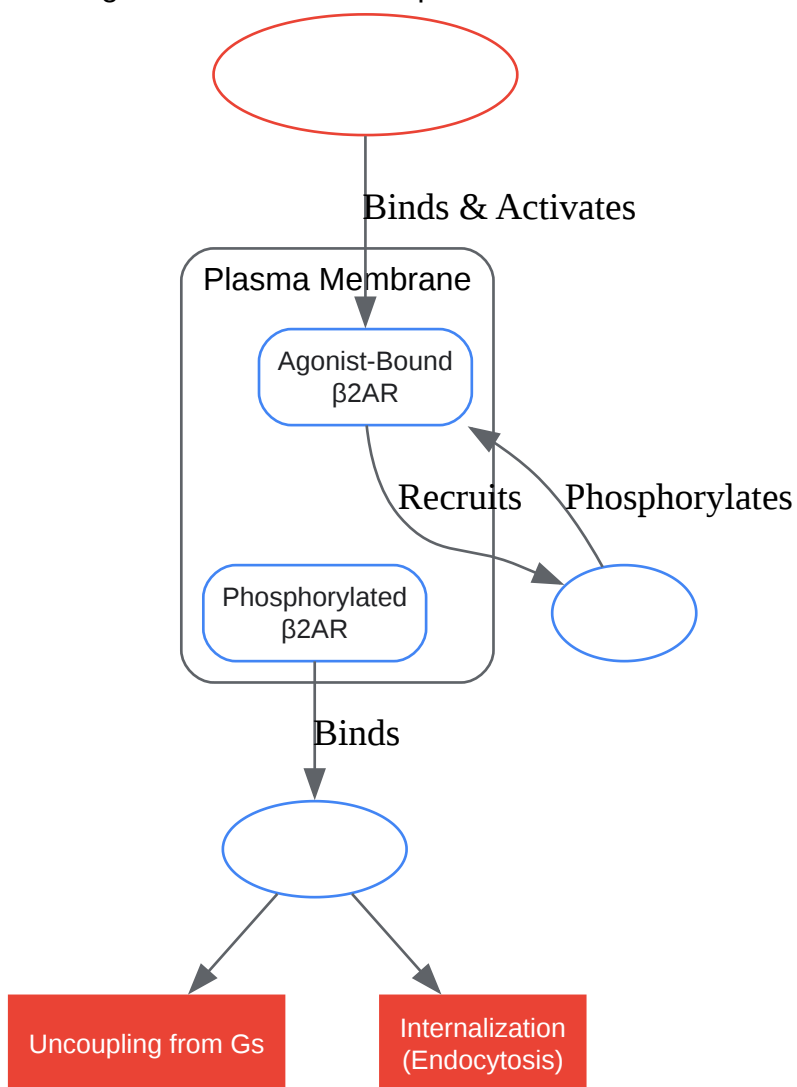 Binds & Activates
Plasma Membrane
Agonist-Bound
β2AR
Recruits
Phosphorylates
Phosphorylated
β2AR
Binds
Uncoupling from Gs
Internalization
(Endocytosis)